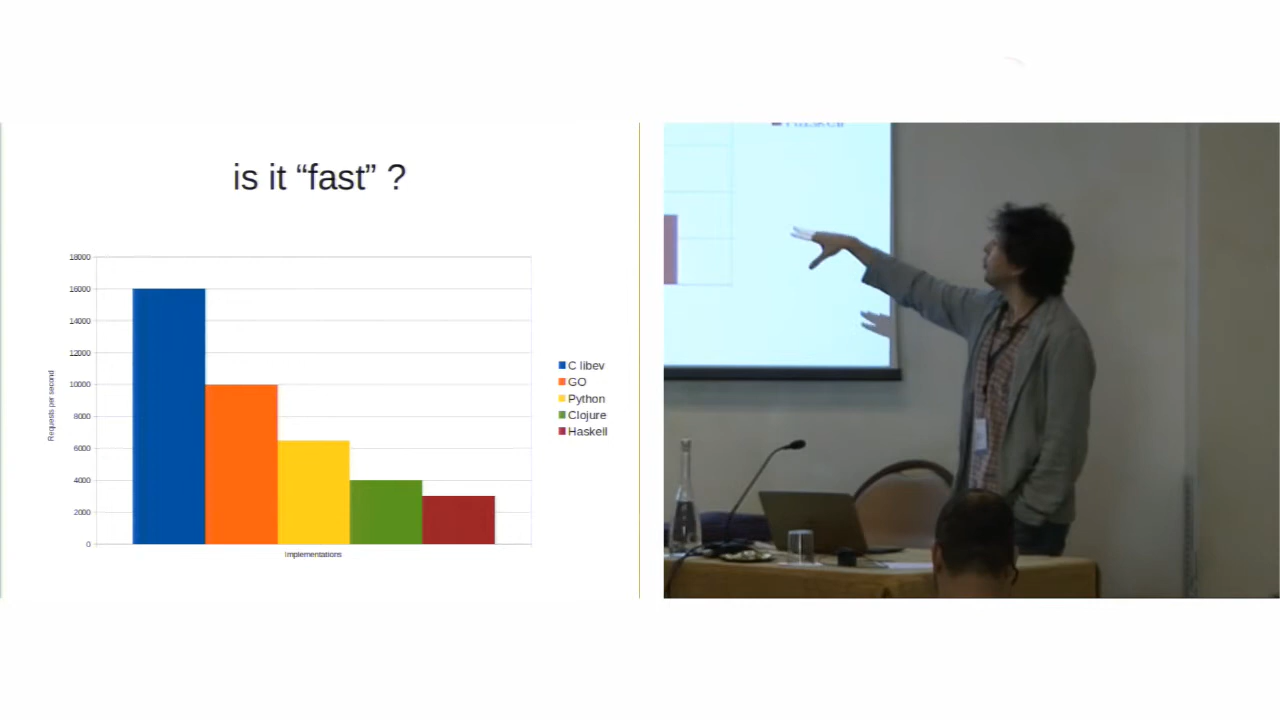 is it “fast” ?
18000
16000
14000
12000
10000
8000
6000
4000
2000
0
Requests per second
Implementations
C libev
GO
Python
Clojure
Haskell
Haskell